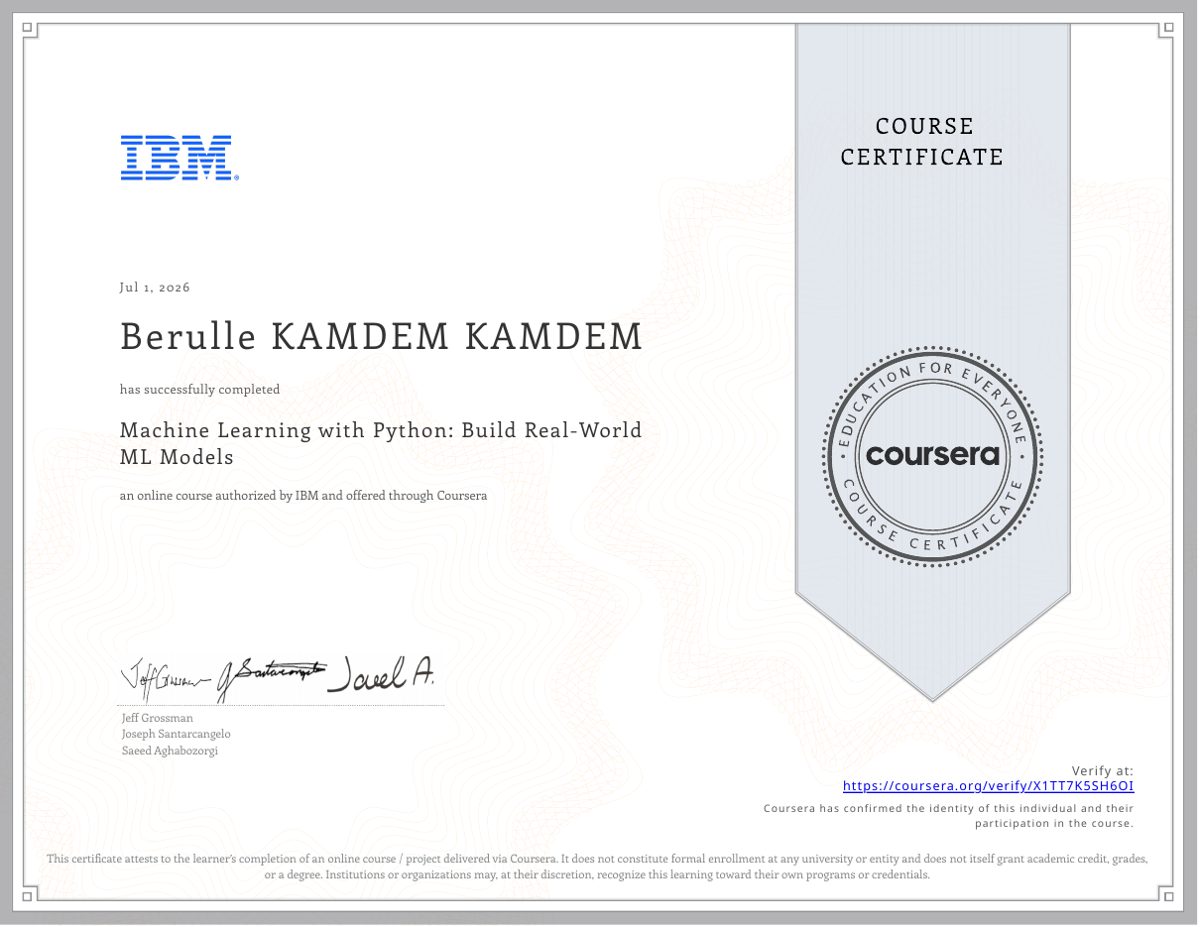 IBM
COURSE
CERTIFICATE
Jul 1, 2026
Berulle KAMDEM KAMDEM
has successfully completed
Machine Learning with Python: Build Real-World
ML Models
an online course authorized by IBM and offered through Coursera
EDUCATION FOR EVERYONE
coursera
COURSE CERTIFICATE
Jeff Grossman
Joseph Santarcangelo
Saeed Aghabozorgi
Verify at:
https://coursera.org/verify/X1TT7K5SH6OI
Coursera has confirmed the identity of this individual and their
participation in the course.
This certificate attests to the learner's completion of an online course / project delivered via Coursera. It does not constitute formal enrollment at any university or entity and does not itself grant academic credit, grades,
or a degree. Institutions or organizations may, at their discretion, recognize this learning toward their own programs or credentials.